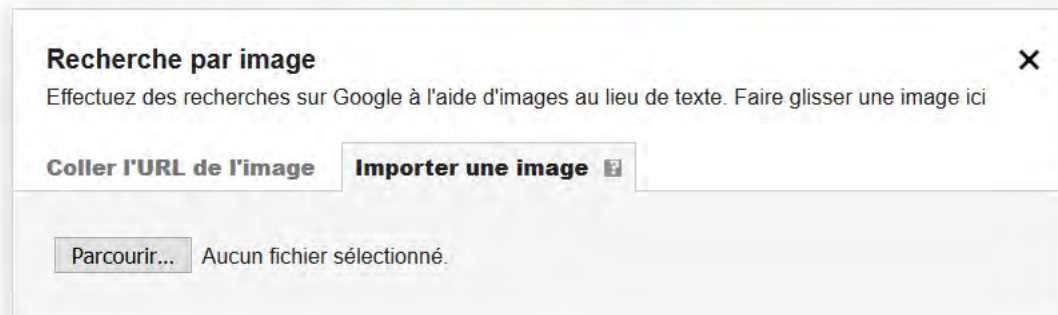 Recherche par image
Effectuez des recherches sur Google à l'aide d'images au lieu de texte. Faire glisser une image ici
Coller l'URL de l'image Importer une image ?
Parcourir... Aucun fichier sélectionné.